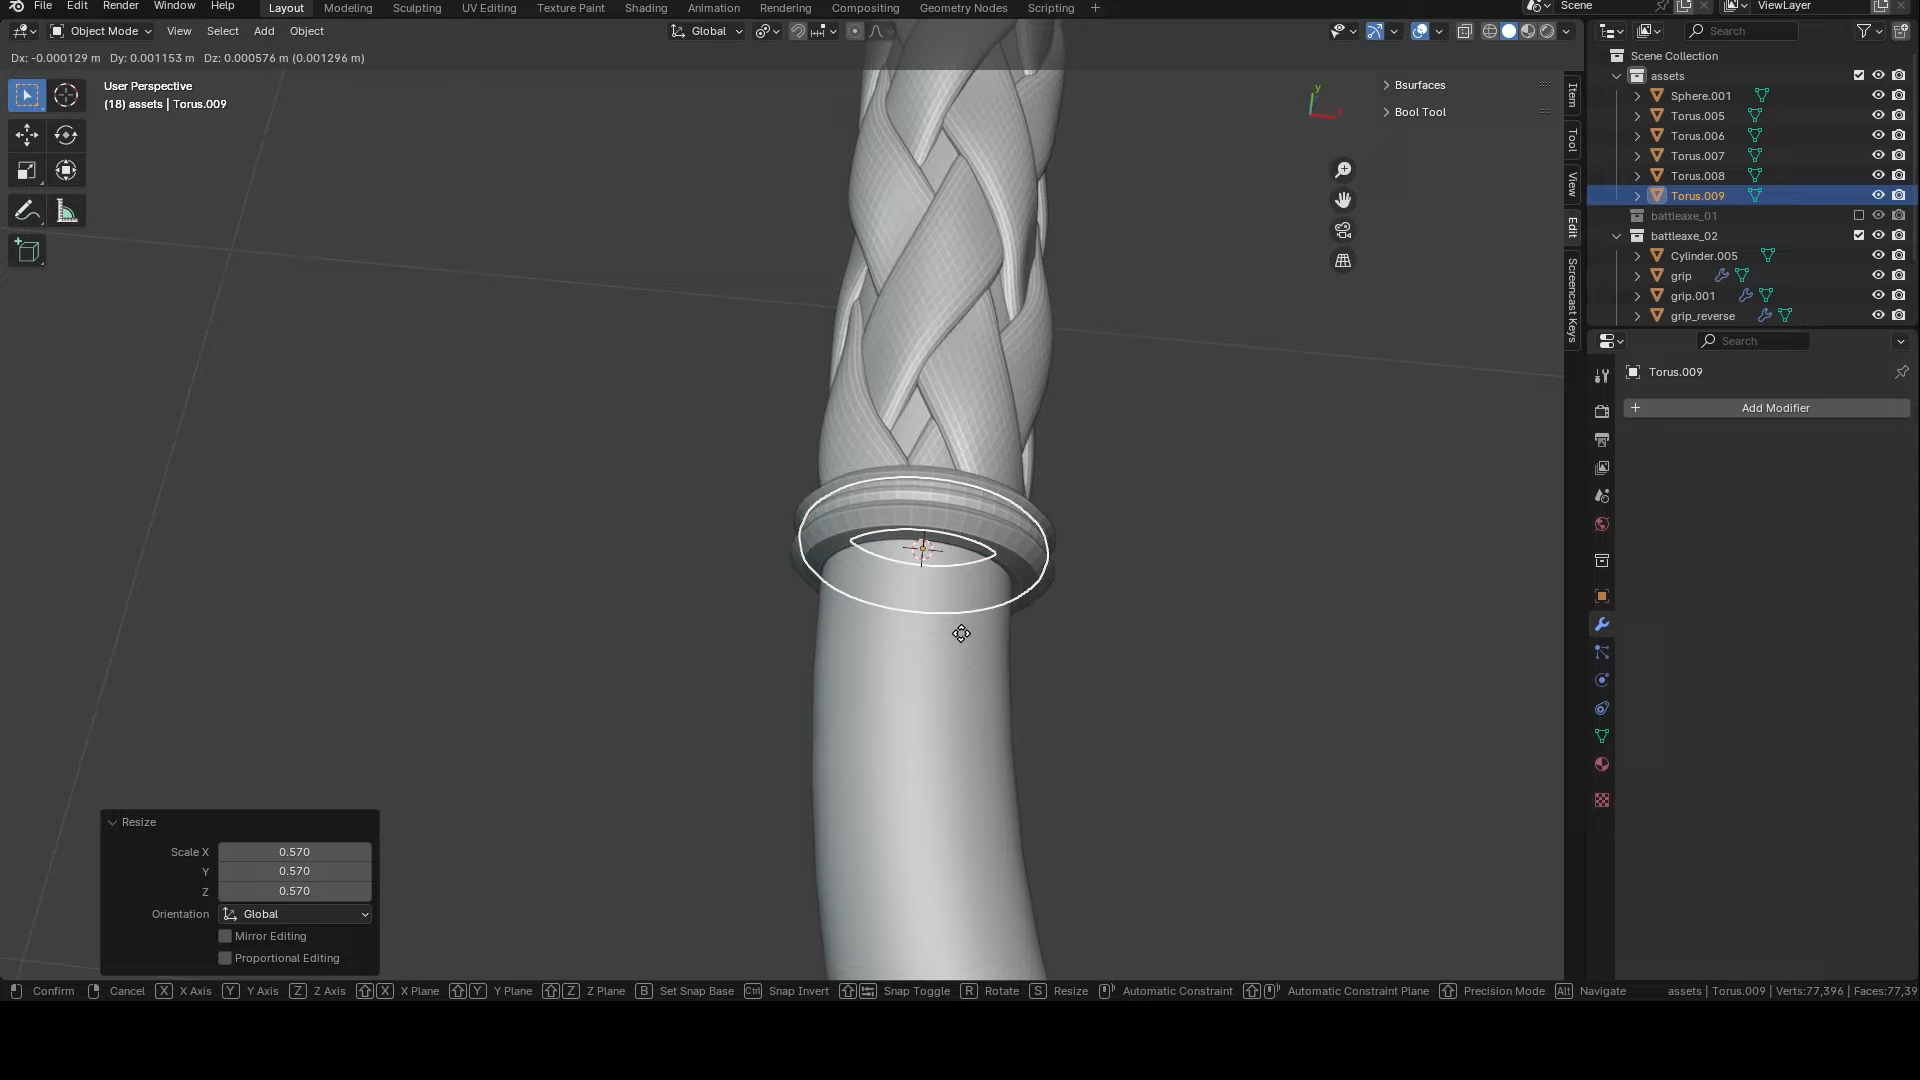 File Edit Render Window Help Layout Modeling Sculpting UV Editing Texture Paint Shading Animation Rendering Compositing Geometry Nodes Scripting + Scene ViewLayer
Object Mode View Select Add Object Global Search
Dx: -0.000129 m Dy: 0.001153 m Dz: 0.000576 m (0.001296 m)
User Perspective
(18) assets | Torus.009
Bsurfaces
Bool Tool
Item
Tool
View
Edit
Screencast Keys
y
Scene Collection
assets
Sphere.001
Torus.005
Torus.006
Torus.007
Torus.008
Torus.009
battleaxe_01
battleaxe_02
Cylinder.005
grip
grip.001
grip_reverse
Search
Torus.009
+ Add Modifier
Resize
Scale X 0.570
Y 0.570
Z 0.570
Orientation Global
Mirror Editing
Proportional Editing
Confirm Cancel X X Axis Y Y Axis Z Z Axis X X Plane Y Y Plane Z Z Plane B Set Snap Base Ctrl Snap Invert Snap Toggle R Rotate S Resize Automatic Constraint Automatic Constraint Plane Precision Mode Alt Navigate assets | Torus.009 | Verts:77,396 | Faces:77,39